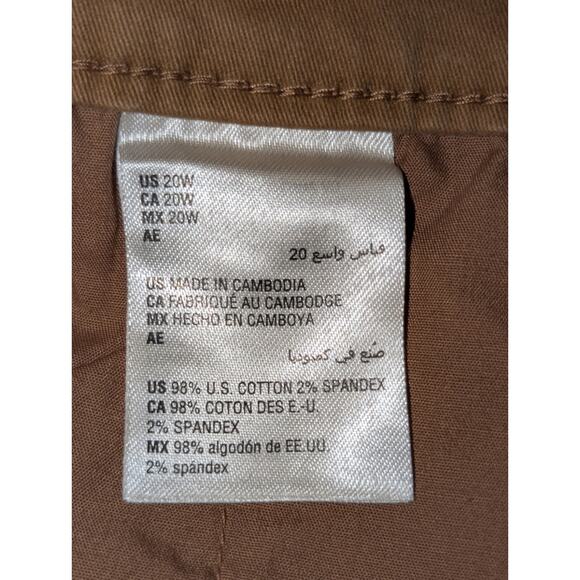 US 20W
CA 20W
MX 20W
AE
قياس واسع 20
US MADE IN CAMBODIA
CA FABRIQUÉ AU CAMBODGE
MX HECHO EN CAMBOYA
AE
صُنع في كمبوديا
US 98% U.S. COTTON 2% SPANDEX
CA 98% COTON DES É.-U.
2% SPANDEX
MX 98% algodón de EE.UU.
2% spándex